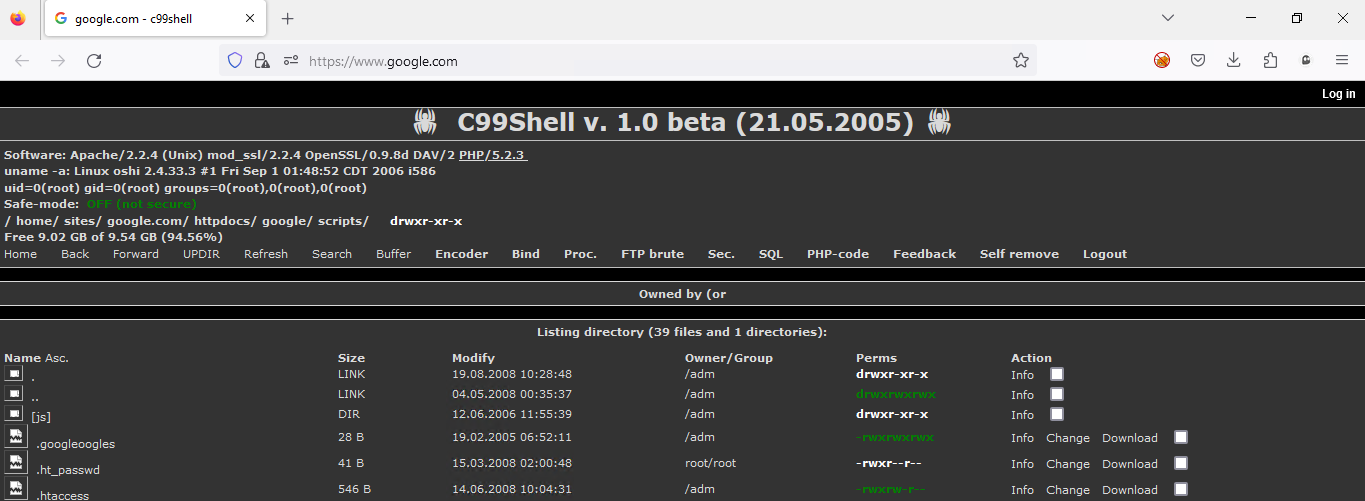 google.com - c99shell
https://www.google.com
Log in
C99Shell v. 1.0 beta (21.05.2005)
Software: Apache/2.2.4 (Unix) mod_ssl/2.2.4 OpenSSL/0.9.8d DAV/2 PHP/5.2.3
uname -a: Linux oshi 2.4.33.3 #1 Fri Sep 1 01:48:52 CDT 2006 i586
uid=0(root) gid=0(root) groups=0(root),0(root),0(root)
Safe-mode: OFF (not secure)
/ home/ sites/ google.com/ httpdocs/ google/ scripts/ drwxr-xr-x
Free 9.02 GB of 9.54 GB (94.56%)
Home Back Forward UPDIR Refresh Search Buffer Encoder Bind Proc. FTP brute Sec. SQL PHP-code Feedback Self remove Logout
Owned by (or
Listing directory (39 files and 1 directories):
Name Asc. Size Modify Owner/Group Perms Action
. LINK 19.08.2008 10:28:48 /adm drwxr-xr-x Info
.. LINK 04.05.2008 00:35:37 /adm drwxrwxrwx Info
[js] DIR 12.06.2006 11:55:39 /adm drwxr-xr-x Info
.googleoogles 28 B 19.02.2005 06:52:11 /adm -rwxrwxrwx Info Change Download
.ht_passwd 41 B 15.03.2008 02:00:48 root/root -rwxr--r-- Info Change Download
.htaccess 546 B 14.06.2008 10:04:31 /adm -rwxrw-r-- Info Change Download